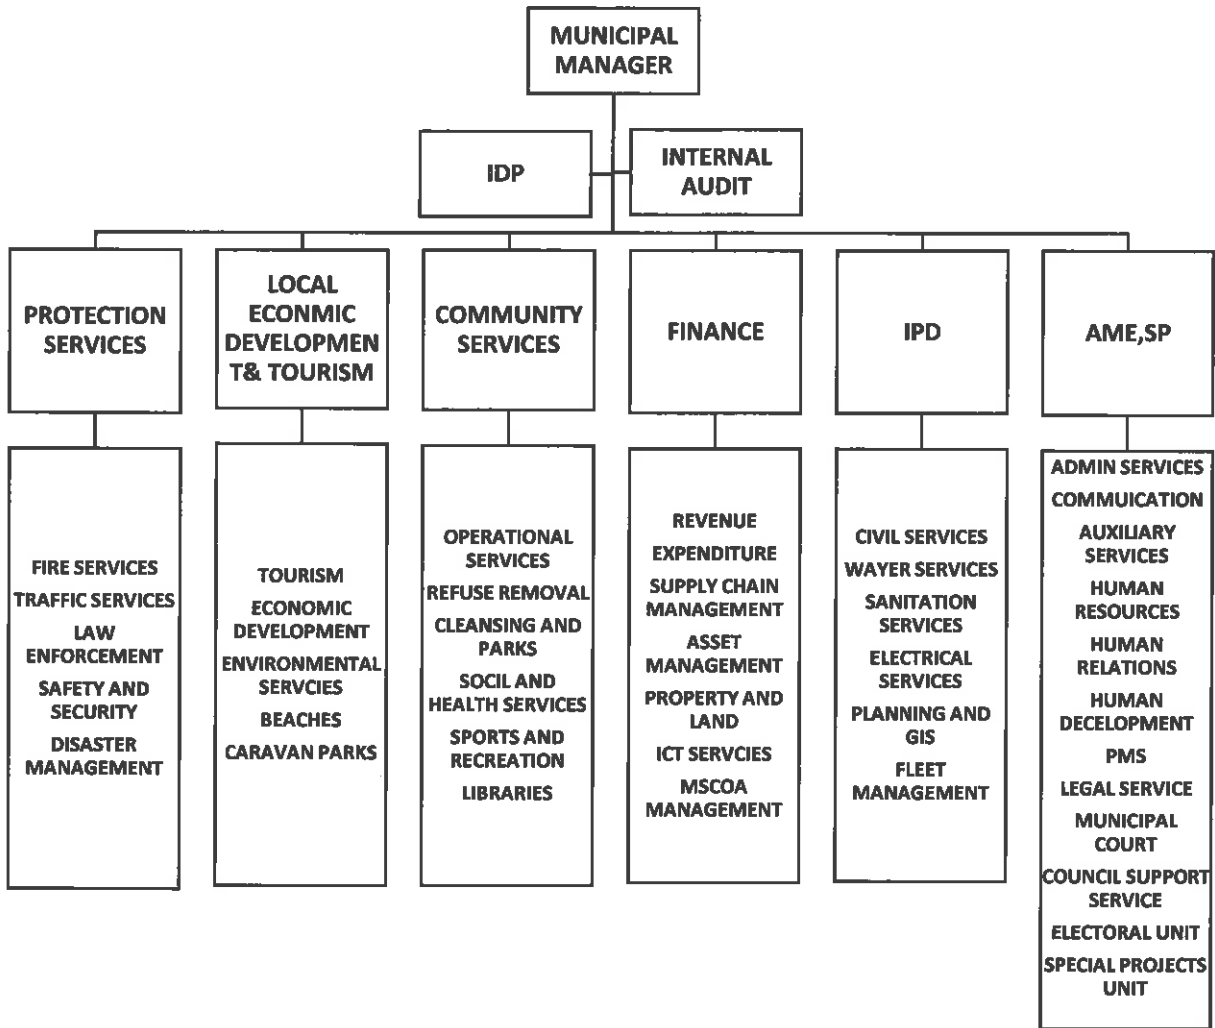 MUNICIPAL
MANAGER
IDP
INTERNAL
AUDIT
PROTECTION
SERVICES
LOCAL
ECONMIC
DEVELOPMEN
T& TOURISM
COMMUNITY
SERVICES
FINANCE
IPD
AME,SP
FIRE SERVICES
TRAFFIC SERVICES
LAW
ENFORCEMENT
SAFETY AND
SECURITY
DISASTER
MANAGEMENT
TOURISM
ECONOMIC
DEVELOPMENT
ENVIRONMENTAL
SERVCIES
BEACHES
CARAVAN PARKS
OPERATIONAL
SERVICES
REFUSE REMOVAL
CLEANSING AND
PARKS
SOCIL AND
HEALTH SERVICES
SPORTS AND
RECREATION
LIBRARIES
REVENUE
EXPENDITURE
SUPPLY CHAIN
MANAGEMENT
ASSET
MANAGEMENT
PROPERTY AND
LAND
ICT SERVCIES
MSCOA
MANAGEMENT
CIVIL SERVICES
WAYER SERVICES
SANITATION
SERVICES
ELECTRICAL
SERVICES
PLANNING AND
GIS
FLEET
MANAGEMENT
ADMIN SERVICES
COMMUICATION
AUXILIARY
SERVICES
HUMAN
RESOURCES
HUMAN
RELATIONS
HUMAN
DECELOPMENT
PMS
LEGAL SERVICE
MUNICIPAL
COURT
COUNCIL SUPPORT
SERVICE
ELECTORAL UNIT
SPECIAL PROJECTS
UNIT